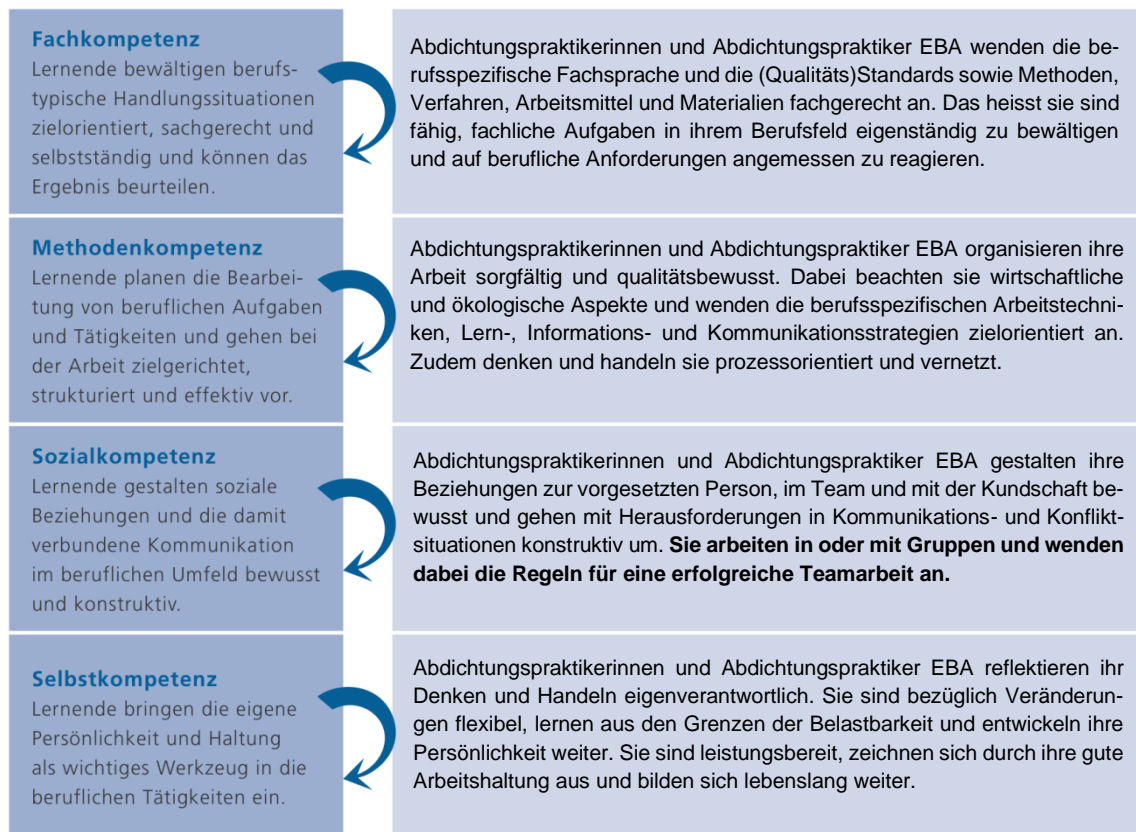 Fachkompetenz
Lernende bewältigen berufs-
typische Handlungssituationen
zielorientiert, sachgerecht und
selbstständig und können das
Ergebnis beurteilen.
Abdichtungspraktikerinnen und Abdichtungspraktiker EBA wenden die be-
rufsspezifische Fachsprache und die (Qualitäts)Standards sowie Methoden,
Verfahren, Arbeitsmittel und Materialien fachgerecht an. Das heisst sie sind
fähig, fachliche Aufgaben in ihrem Berufsfeld eigenständig zu bewältigen
und auf berufliche Anforderungen angemessen zu reagieren.
Methodenkompetenz
Lernende planen die Bearbei-
tung von beruflichen Aufgaben
und Tätigkeiten und gehen bei
der Arbeit zielgerichtet,
strukturiert und effektiv vor.
Abdichtungspraktikerinnen und Abdichtungspraktiker EBA organisieren ihre
Arbeit sorgfältig und qualitätsbewusst. Dabei beachten sie wirtschaftliche
und ökologische Aspekte und wenden die berufsspezifischen Arbeitstechni-
ken, Lern-, Informations- und Kommunikationsstrategien zielorientiert an.
Zudem denken und handeln sie prozessorientiert und vernetzt.
Sozialkompetenz
Lernende gestalten soziale
Beziehungen und die damit
verbundene Kommunikation
im beruflichen Umfeld bewusst
und konstruktiv.
Abdichtungspraktikerinnen und Abdichtungspraktiker EBA gestalten ihre
Beziehungen zur vorgesetzten Person, im Team und mit der Kundschaft be-
wusst und gehen mit Herausforderungen in Kommunikations- und Konflikt-
situationen konstruktiv um. Sie arbeiten in oder mit Gruppen und wenden
dabei die Regeln für eine erfolgreiche Teamarbeit an.
Selbstkompetenz
Lernende bringen die eigene
Persönlichkeit und Haltung
als wichtiges Werkzeug in die
beruflichen Tätigkeiten ein.
Abdichtungspraktikerinnen und Abdichtungspraktiker EBA reflektieren ihr
Denken und Handeln eigenverantwortlich. Sie sind bezüglich Veränderun-
gen flexibel, lernen aus den Grenzen der Belastbarkeit und entwickeln ihre
Persönlichkeit weiter. Sie sind leistungsbereit, zeichnen sich durch ihre gute
Arbeitshaltung aus und bilden sich lebenslang weiter.